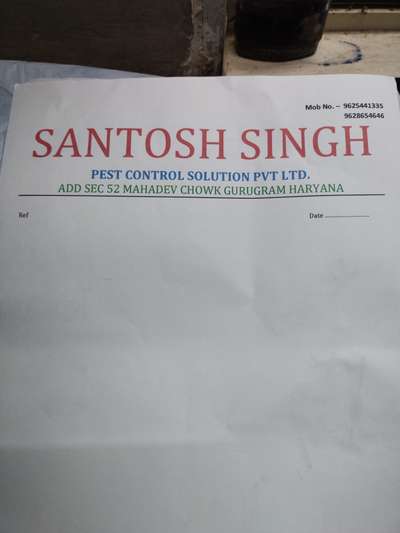 Mob No. – 9625441335
9628654646
SANTOSH SINGH
PEST CONTROL SOLUTION PVT LTD.
ADD SEC 52 MAHADEV CHOWK GURUGRAM HARYANA
Ref Date ........................